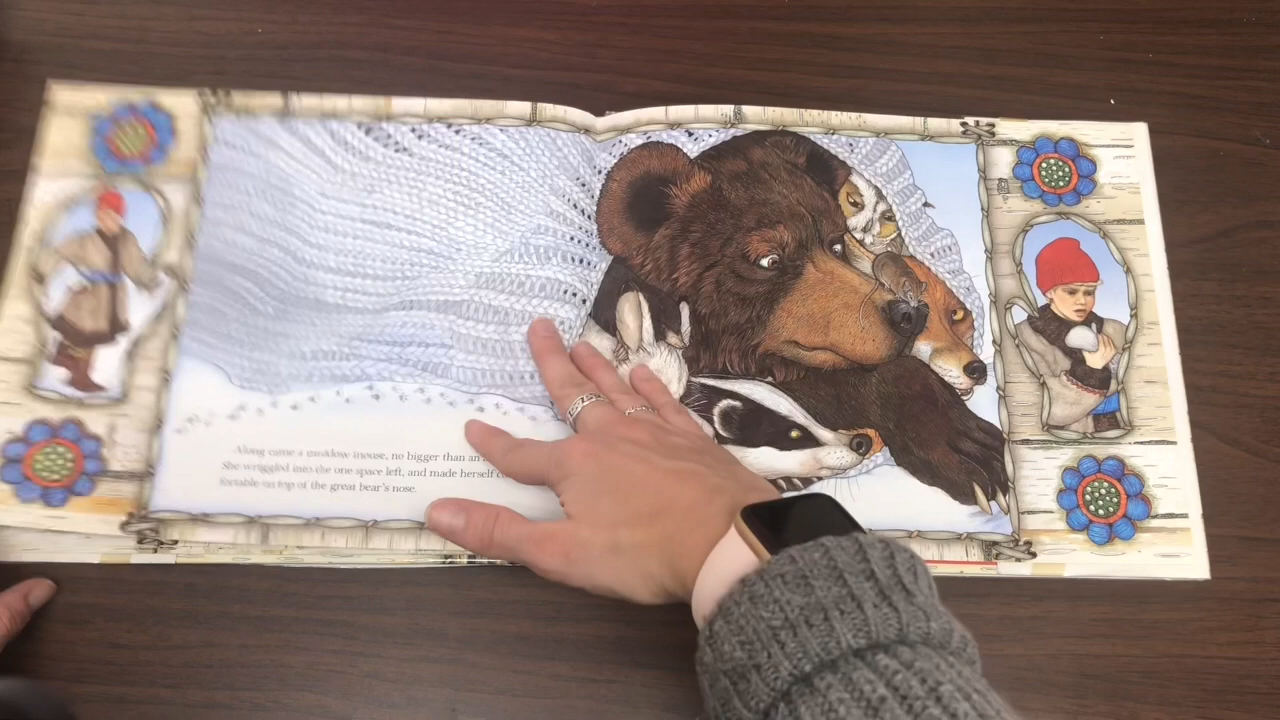 Along came a meadow mouse, no bigger than an
She wriggled into the one space left, and made herself
fortable on top of the great bear's nose.